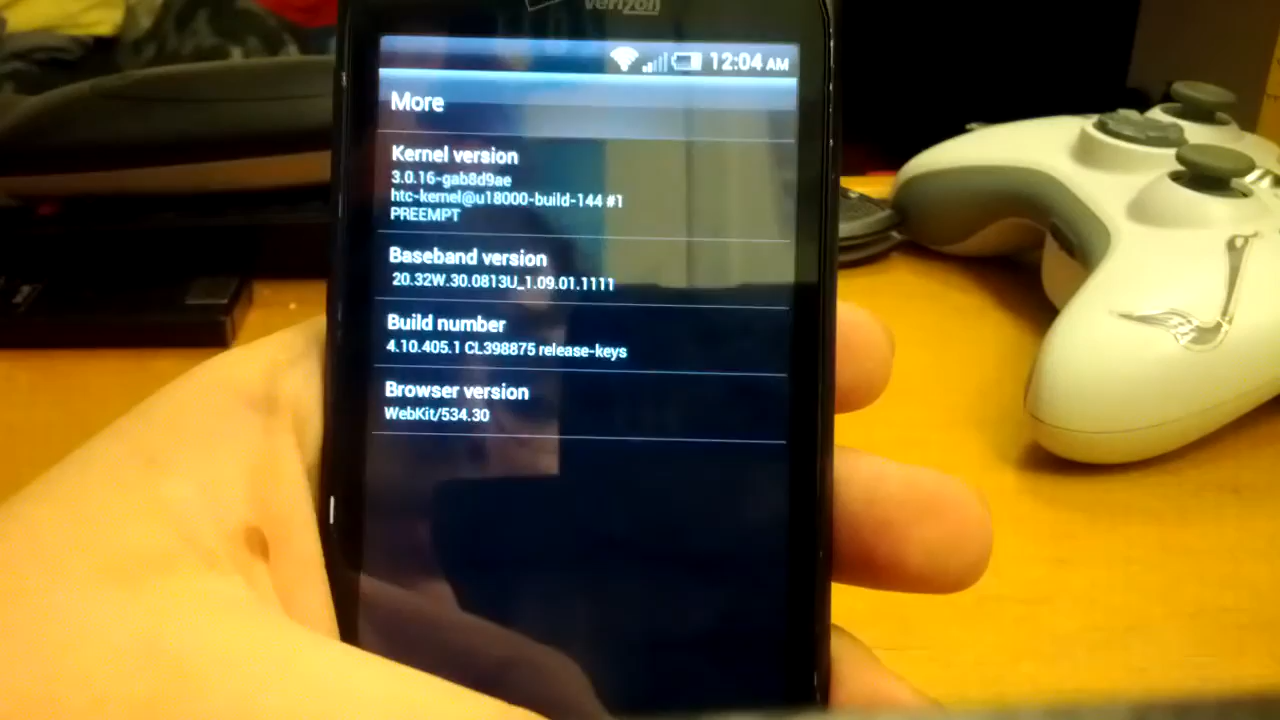 verizon
12:04 AM
More
Kernel version
3.0.16-gab8d9ae
htc-kernel@u18000-build-144 #1
PREEMPT
Baseband version
20.32W.30.0813U_1.09.01.1111
Build number
4.10.405.1 CL398875 release-keys
Browser version
WebKit/534.30